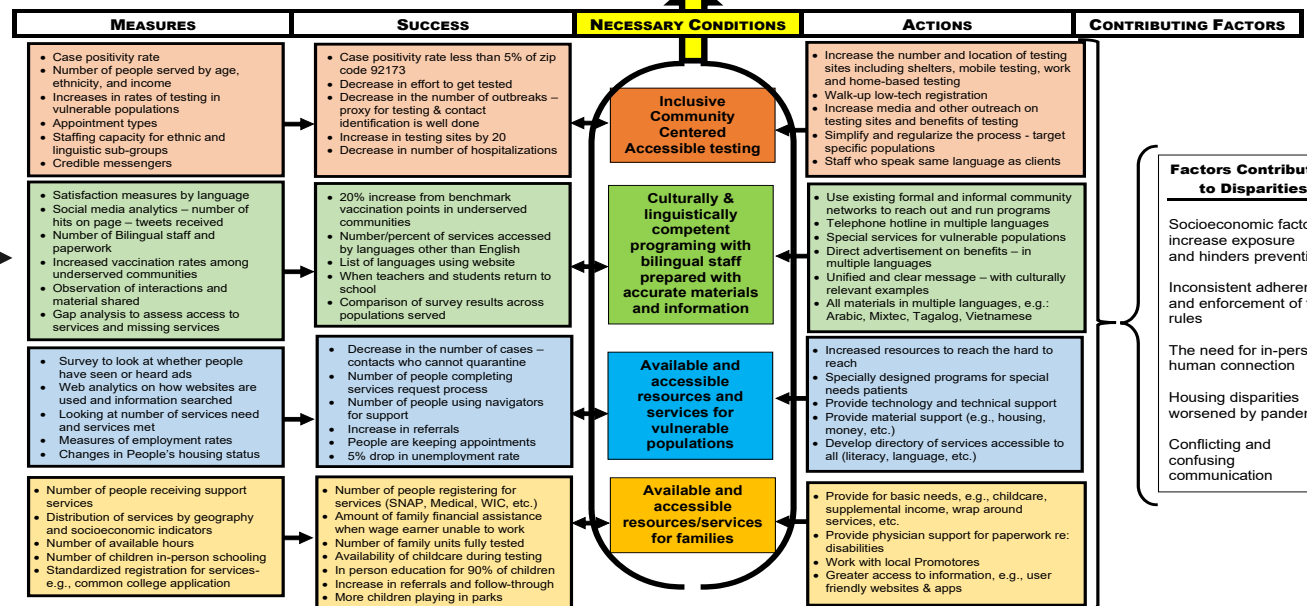 MEASURES
SUCCESS
NECESSARY CONDITIONS
ACTIONS
CONTRIBUTING FACTORS
• Case positivity rate
• Number of people served by age,
ethnicity, and income
• Increases in rates of testing in
vulnerable populations
• Appointment types
• Staffing capacity for ethnic and
linguistic sub-groups
• Credible messengers
• Case positivity rate less than 5% of zip
code 92173
• Decrease in effort to get tested
• Decrease in the number of outbreaks –
proxy for testing & contact
identification is well done
• Increase in testing sites by 20
• Decrease in number of hospitalizations
Inclusive
Community
Centered
Accessible testing
• Increase the number and location of testing
sites including shelters, mobile testing, work
and home-based testing
• Walk-up low-tech registration
• Increase media and other outreach on
testing sites and benefits of testing
• Simplify and regularize the process - target
specific populations
• Staff who speak same language as clients
• Satisfaction measures by language
• Social media analytics – number of
hits on page – tweets received
• Number of Bilingual staff and
paperwork
• Increased vaccination rates among
underserved communities
• Observation of interactions and
material shared
• Gap analysis to assess access to
services and missing services
• 20% increase from benchmark
vaccination points in underserved
communities
• Number/percent of services accessed
by languages other than English
• List of languages using website
• When teachers and students return to
school
• Comparison of survey results across
populations served
Culturally &
linguistically
competent
programing with
bilingual staff
prepared with
accurate materials
and information
• Use existing formal and informal community
networks to reach out and run programs
• Telephone hotline in multiple languages
• Special services for vulnerable populations
• Direct advertisement on benefits – in
multiple languages
• Unified and clear message – with culturally
relevant examples
• All materials in multiple languages, e.g.:
Arabic, Mixtec, Tagalog, Vietnamese
• Survey to look at whether people
have seen or heard ads
• Web analytics on how websites are
used and information searched
• Looking at number of services need
and services met
• Measures of employment rates
• Changes in People's housing status
• Decrease in the number of cases –
contacts who cannot quarantine
• Number of people completing
services request process
• Number of people using navigators
for support
• Increase in referrals
• People are keeping appointments
• 5% drop in unemployment rate
Available and
accessible
resources and
services for
vulnerable
populations
• Increased resources to reach the hard to
reach
• Specially designed programs for special
needs patients
• Provide technology and technical support
• Provide material support (e.g., housing,
money, etc.)
• Develop directory of services accessible to
all (literacy, language, etc.)
• Number of people receiving support
services
• Distribution of services by geography
and socioeconomic indicators
• Number of available hours
• Number of children in-person schooling
• Standardized registration for services-
e.g., common college application
• Number of people registering for
services (SNAP, Medical, WIC, etc.)
• Amount of family financial assistance
when wage earner unable to work
• Number of family units fully tested
• Availability of childcare during testing
• In person education for 90% of children
• Increase in referrals and follow-through
• More children playing in parks
Available and
accessible
resources/services
for families
• Provide for basic needs, e.g., childcare,
supplemental income, wrap around
services, etc.
• Provide physician support for paperwork re:
disabilities
• Work with local Promotores
• Greater access to information, e.g., user
friendly websites & apps
Factors Contribut
to Disparities
Socioeconomic facto
increase exposure
and hinders preventi
Inconsistent adheren
and enforcement of
rules
The need for in-pers
human connection
Housing disparities
worsened by pandem
Conflicting and
confusing
communication